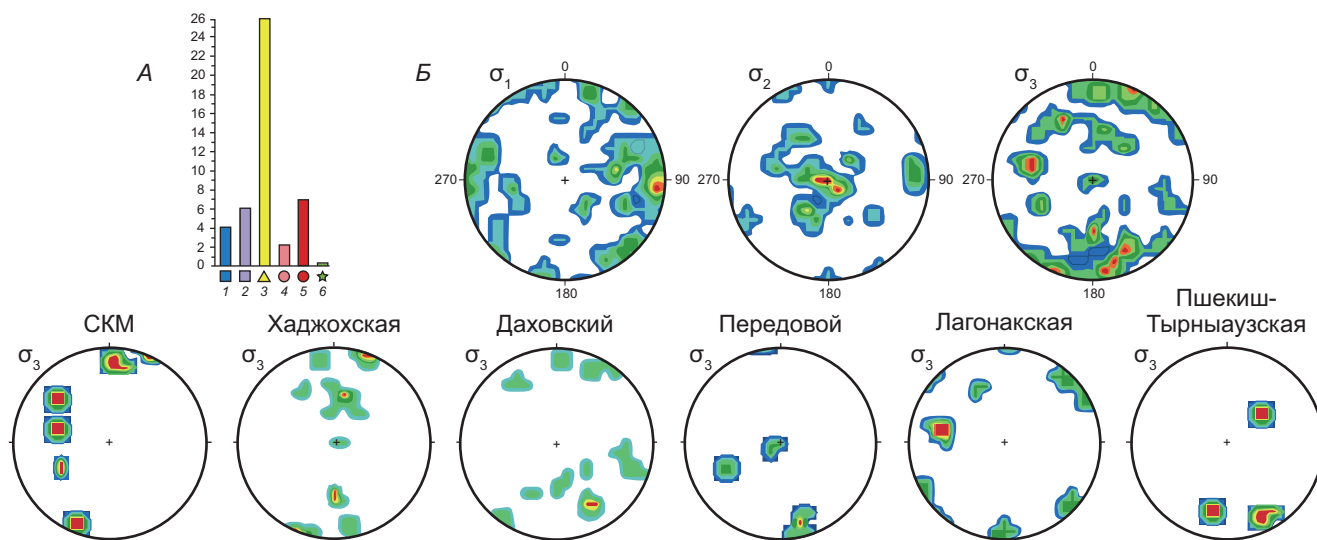 А
26
24
22
20
18
16
14
12
10
8
6
4
2
0
1 2 3 4 5 6
Б
σ1
0
270
90
180
σ2
0
270
90
180
σ3
0
270
90
180
СКМ
σ3
Хаджохская
σ3
Даховский
σ3
Передовой
σ3
Лагонакская
σ3
Пшекиш-
Тырныаузская
σ3